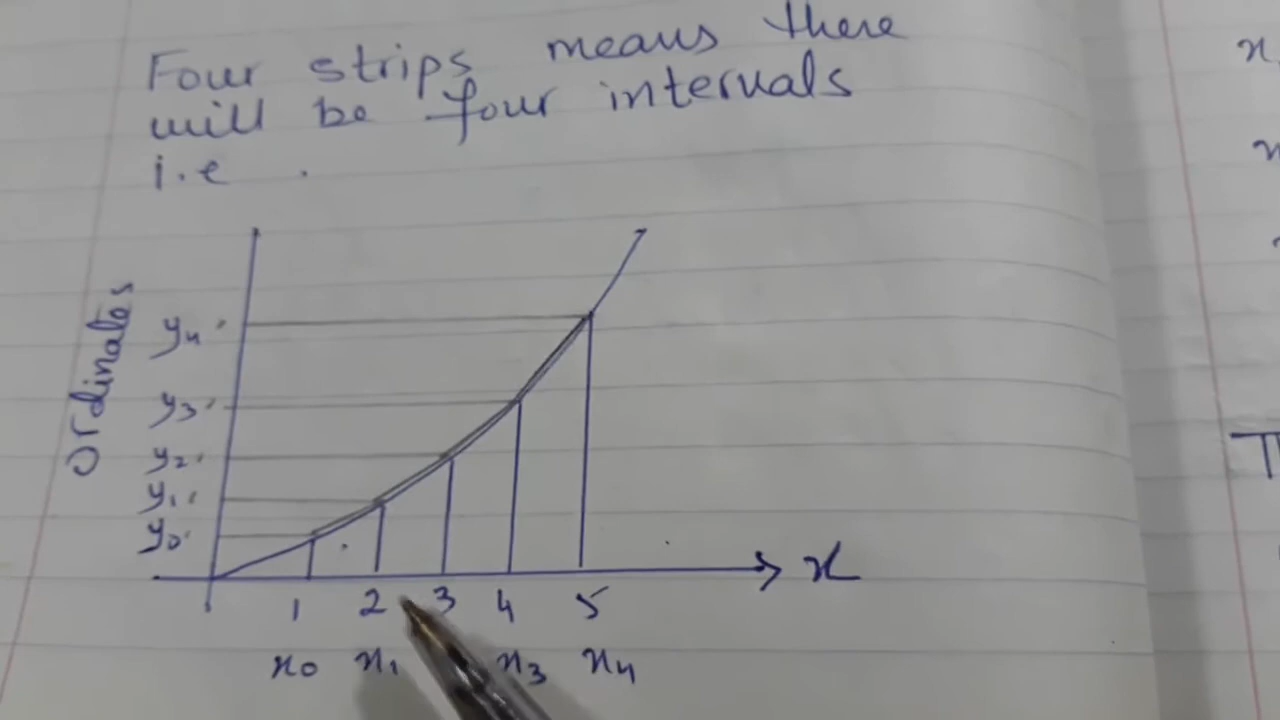 Four strips means there
will be four intervals
i.e
Ordinates
y4
y3
y2
y1
y0
x
1 2 3 4 5
x0 x1 x3 x4